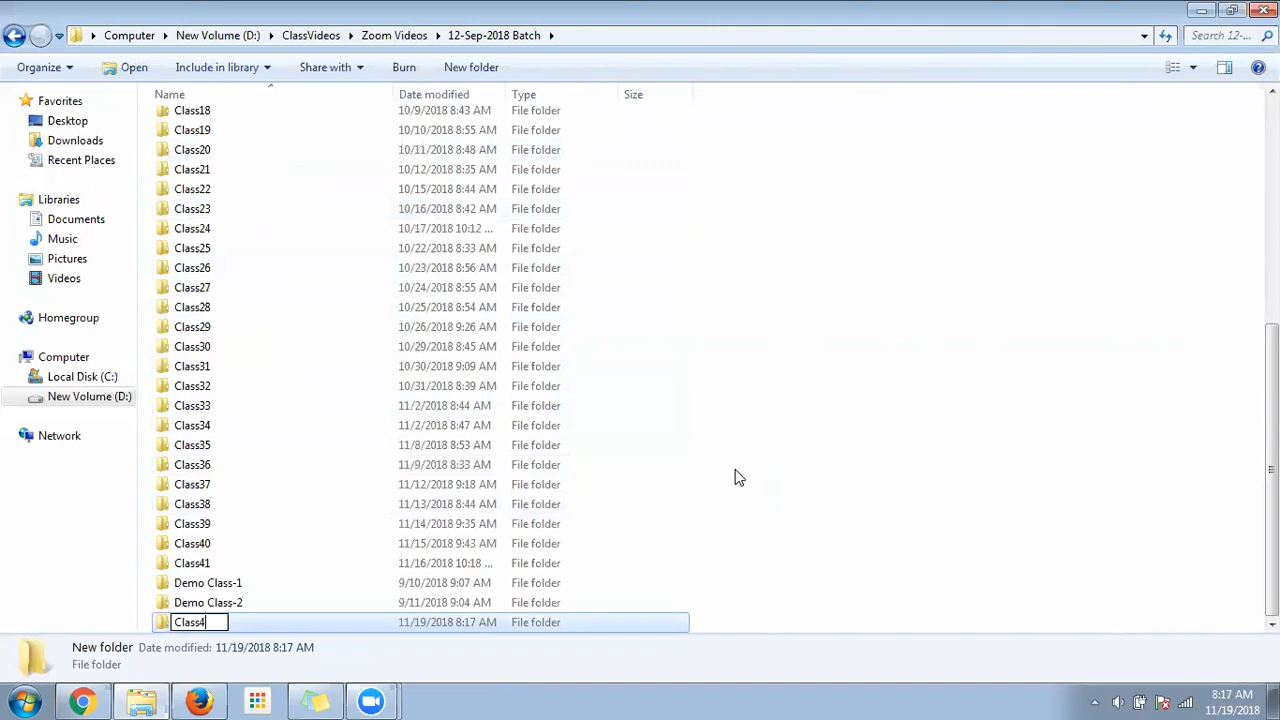 Computer ▸ New Volume (D:) ▸ ClassVideos ▸ Zoom Videos ▸ 12-Sep-2018 Batch ▸
Search 12-...
Organize Open Include in library Share with Burn New folder
Name Date modified Type Size
Favorites
Desktop
Downloads
Recent Places
Libraries
Documents
Music
Pictures
Videos
Homegroup
Computer
Local Disk (C:)
New Volume (D:)
Network
Class18 10/9/2018 8:43 AM File folder
Class19 10/10/2018 8:55 AM File folder
Class20 10/11/2018 8:48 AM File folder
Class21 10/12/2018 8:35 AM File folder
Class22 10/15/2018 8:44 AM File folder
Class23 10/16/2018 8:42 AM File folder
Class24 10/17/2018 10:12 ... File folder
Class25 10/22/2018 8:33 AM File folder
Class26 10/23/2018 8:56 AM File folder
Class27 10/24/2018 8:55 AM File folder
Class28 10/25/2018 8:54 AM File folder
Class29 10/26/2018 9:26 AM File folder
Class30 10/29/2018 8:45 AM File folder
Class31 10/30/2018 9:09 AM File folder
Class32 10/31/2018 8:39 AM File folder
Class33 11/2/2018 8:44 AM File folder
Class34 11/2/2018 8:47 AM File folder
Class35 11/8/2018 8:53 AM File folder
Class36 11/9/2018 8:33 AM File folder
Class37 11/12/2018 9:18 AM File folder
Class38 11/13/2018 8:44 AM File folder
Class39 11/14/2018 9:35 AM File folder
Class40 11/15/2018 9:43 AM File folder
Class41 11/16/2018 10:18 ... File folder
Demo Class-1 9/10/2018 9:07 AM File folder
Demo Class-2 9/11/2018 9:04 AM File folder
Class4 11/19/2018 8:17 AM File folder
New folder Date modified: 11/19/2018 8:17 AM
File folder
8:17 AM
11/19/2018